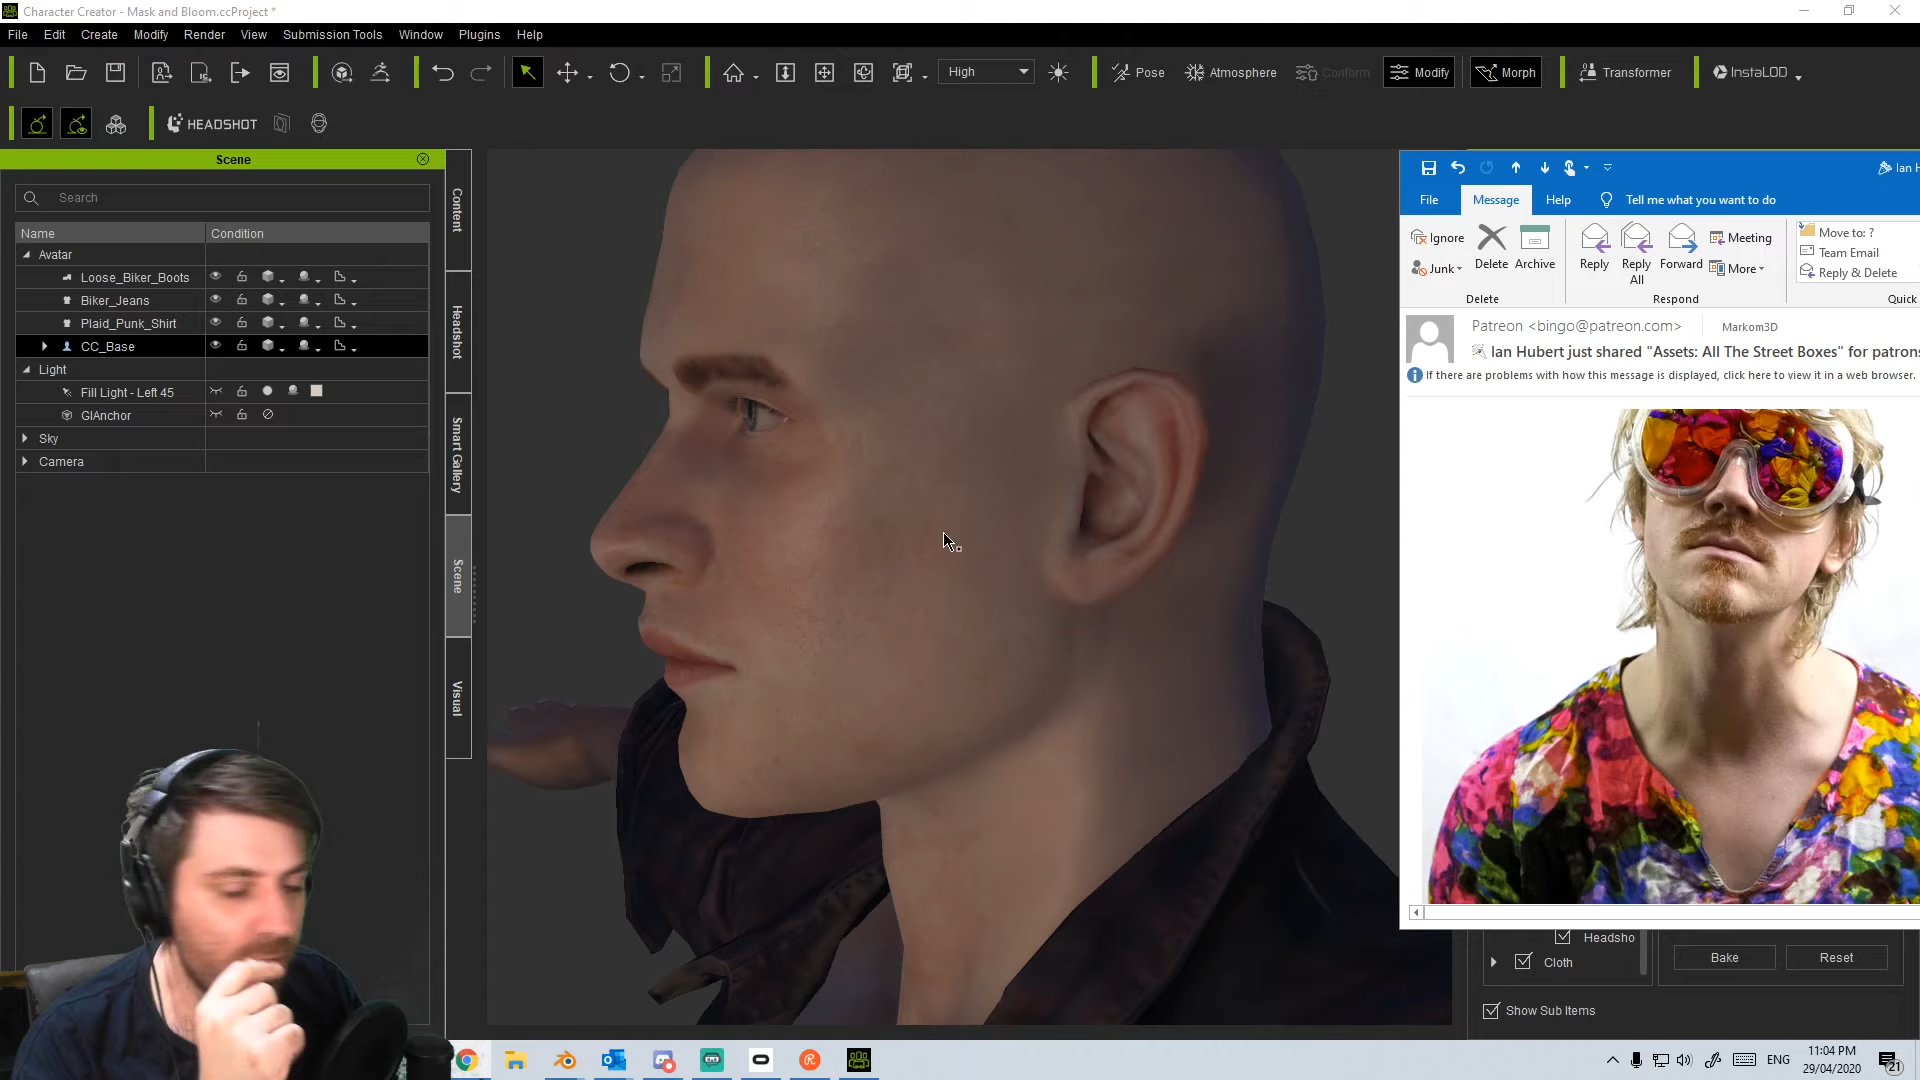 Character Creator - Mask and Bloom.ccProject *
File Edit Create Modify Render View Submission Tools Window Plugins Help
High Pose Atmosphere Conform Modify Morph Transformer InstaLOD
HEADSHOT
Scene
Search
Name Condition
Avatar
Loose_Biker_Boots
Biker_Jeans
Plaid_Punk_Shirt
CC_Base
Light
Fill Light - Left 45
GIAnchor
Sky
Camera
Content
Headshot
Smart Gallery
Scene
Visual
Ian H
File Message Help Tell me what you want to do
Ignore
Junk
Delete
Archive
Reply
Reply All
Forward
Meeting
More
Move to: ?
Team Email
Reply & Delete
Delete Respond Quick
Patreon <bingo@patreon.com> Markom3D
Ian Hubert just shared "Assets: All The Street Boxes" for patrons
If there are problems with how this message is displayed, click here to view it in a web browser.
Headsho
Cloth
Bake Reset
Show Sub Items
ENG
11:04 PM
29/04/2020
21